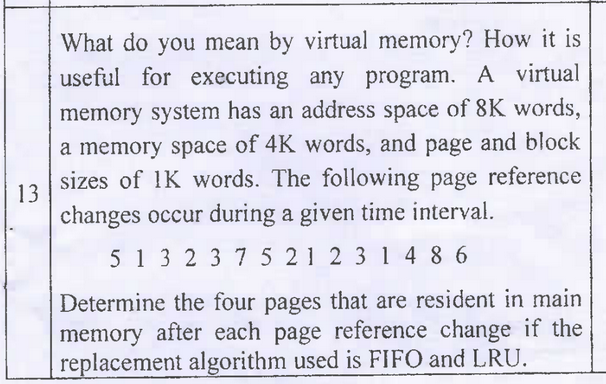 What do you mean by virtual memory? How it is
useful for executing any program. A virtual
memory system has an address space of 8K words,
a memory space of 4K words, and page and block
13
sizes of 1K words. The following page reference
changes occur during a given time interval.
5 1 3 2 3 7 5 2 1 2 3 1 4 8 6
Determine the four pages that are resident in main
memory after each page reference change if the
replacement algorithm used is FIFO and LRU.